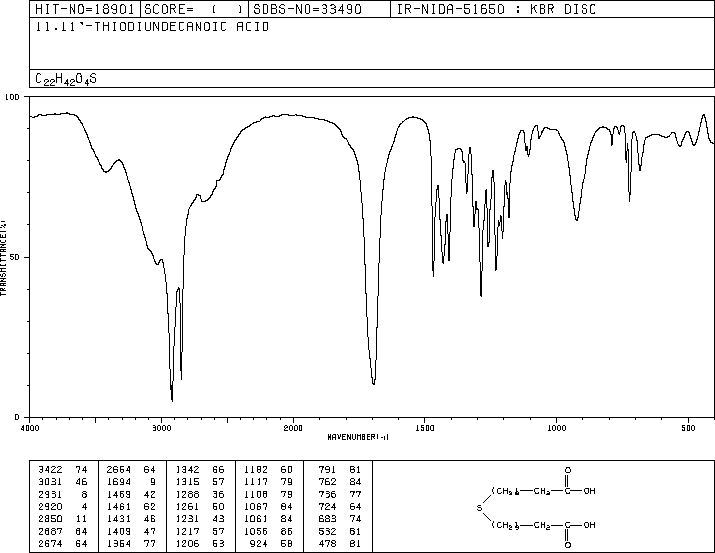 HIT-NO=18901 SCORE= ( ) SDBS-NO=33490 IR-NIDA-51650 : KBR DISC
11,11'-THIODIUNDECANOIC ACID
C22H42O4S
100
50
0
TRANSMITTANCE(%)
4000 3000 2000 1500 1000 500
WAVENUMBER(-1)
3422 74 2664 64 1342 66 1182 60 791 81
3031 46 1694 9 1315 57 1117 79 762 84
2931 8 1469 42 1288 36 1108 79 736 77
2920 4 1461 62 1261 50 1067 84 724 64
2850 11 1431 46 1231 43 1061 84 683 74
2687 64 1409 47 1217 57 1056 86 532 81
2674 64 1364 77 1206 53 924 58 478 81
O
CH2 C OH
S
CH2 C OH
O